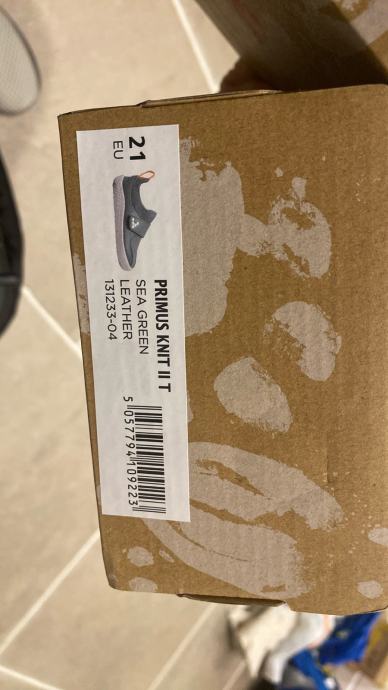 21
EU
PRIMUS KNIT II T
SEA GREEN
LEATHER
131233-04
5 057794 109223